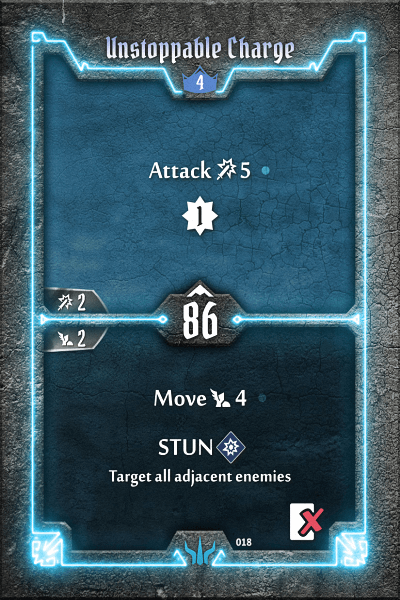 Unstoppable Charge
4
Attack 5
1
2
86
2
Move 4
STUN
Target all adjacent enemies
018